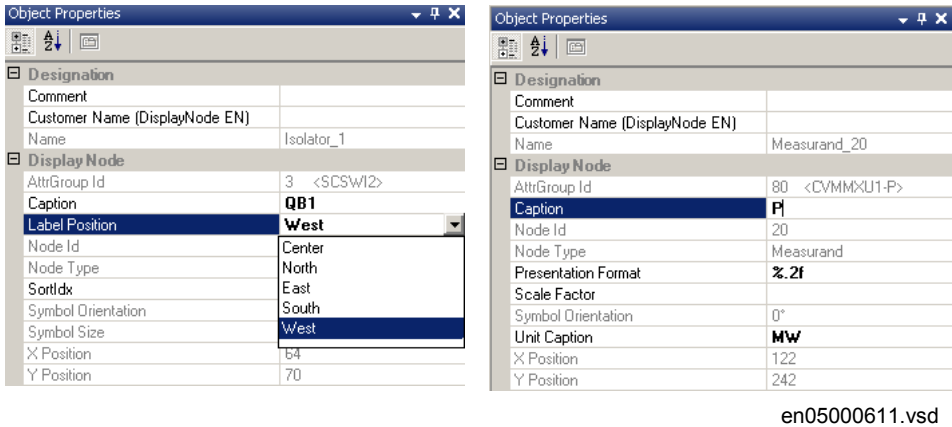 Object Properties
Designation
Comment
Customer Name (DisplayNode EN)
Name Isolator_1
Display Node
AttrGroup Id 3 <SCSWI2>
Caption QB1
Label Position West
Node Id Center
Node Type North
SortIdx East
Symbol Orientation South
Symbol Size West
X Position 64
Y Position 70
Object Properties
Designation
Comment
Customer Name (DisplayNode EN)
Name Measurand_20
Display Node
AttrGroup Id 80 <CVMMXU1-P>
Caption P
Node Id 20
Node Type Measurand
Presentation Format %.2f
Scale Factor
Symbol Orientation 0°
Unit Caption MW
X Position 122
Y Position 242
en05000611.vsd